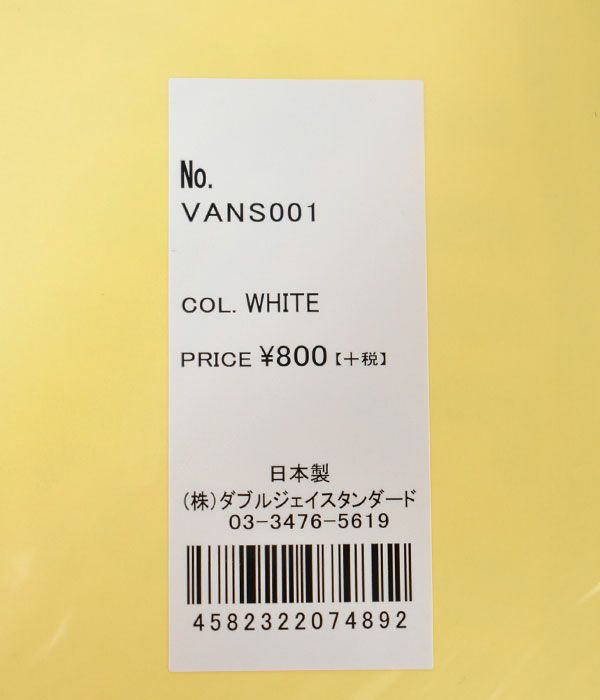 No.
VANS001
COL. WHITE
PRICE ¥800【+税】
日本製
(株)ダブルジェイスタンダード
03-3476-5619
4582322074892